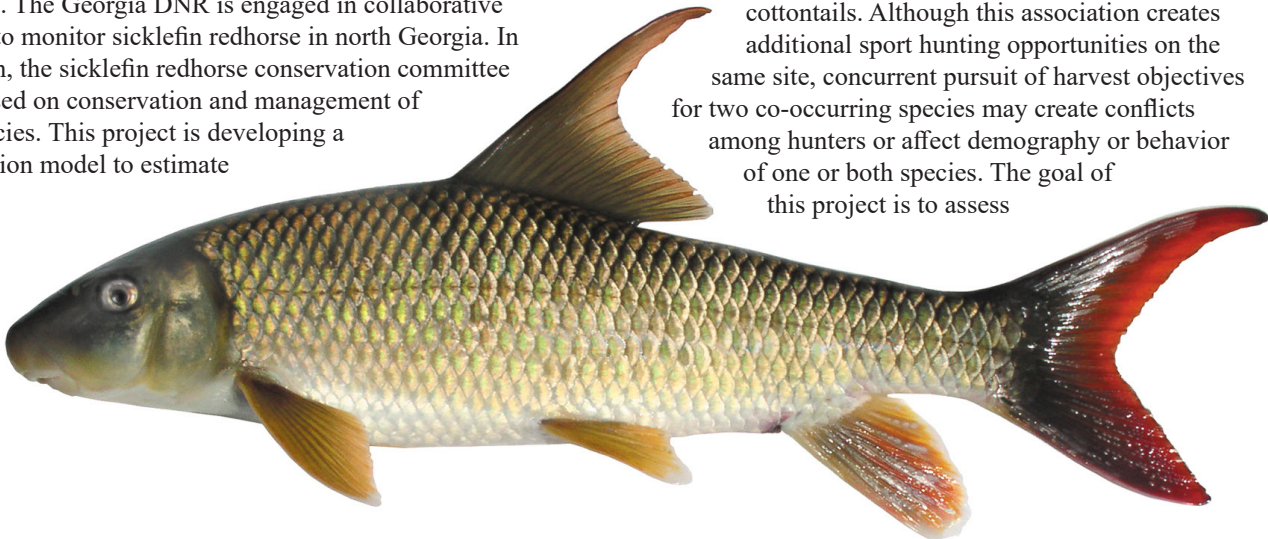 . The Georgia DNR is engaged in collaborative
to monitor sicklefin redhorse in north Georgia. In
the sicklefin redhorse conservation committee
on conservation and management of
This project is developing a
model to estimate
cottontails. Although this association creates
additional sport hunting opportunities on the
same site, concurrent pursuit of harvest objectives
for two co-occurring species may create conflicts
among hunters or affect demography or behavior
of one or both species. The goal of
this project is to assess